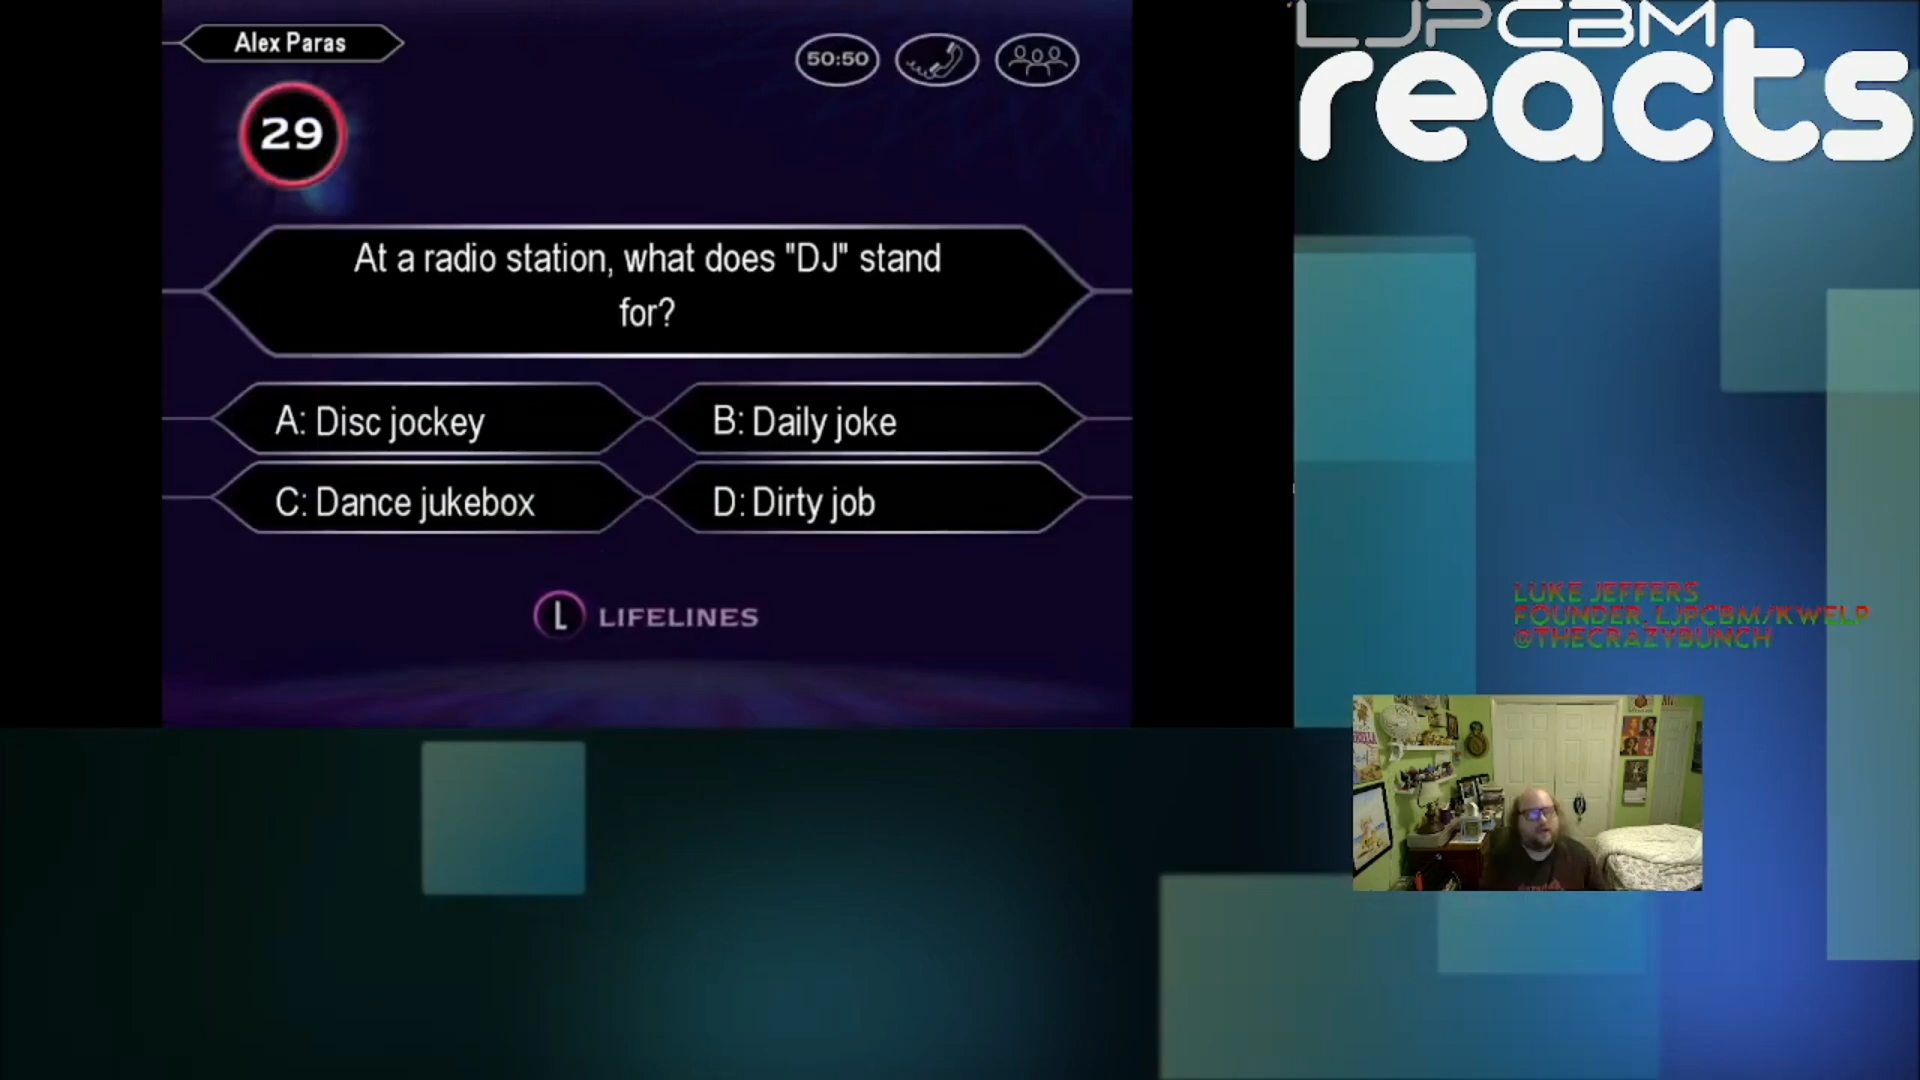 Alex Paras
50:50
LJPCBM
reacts
29
At a radio station, what does "DJ" stand
for?
A: Disc jockey
B: Daily joke
C: Dance jukebox
D: Dirty job
L LIFELINES
LUKE JEFFERS
FOUNDER, LJPCBM/KWELP
@THECRAZYBUNCH